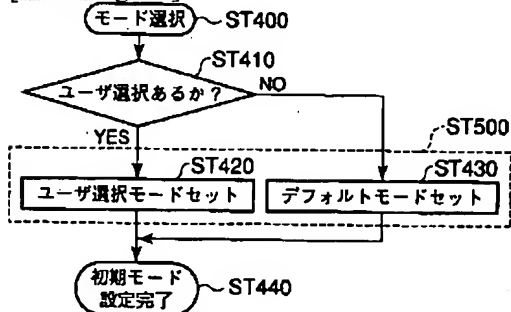 モード選択 ST400
ST410
ユーザ選択あるか？ NO
YES
ST500
ST420 ST430
ユーザ選択モードセット デフォルトモードセット
初期モード
設定完了 ST440